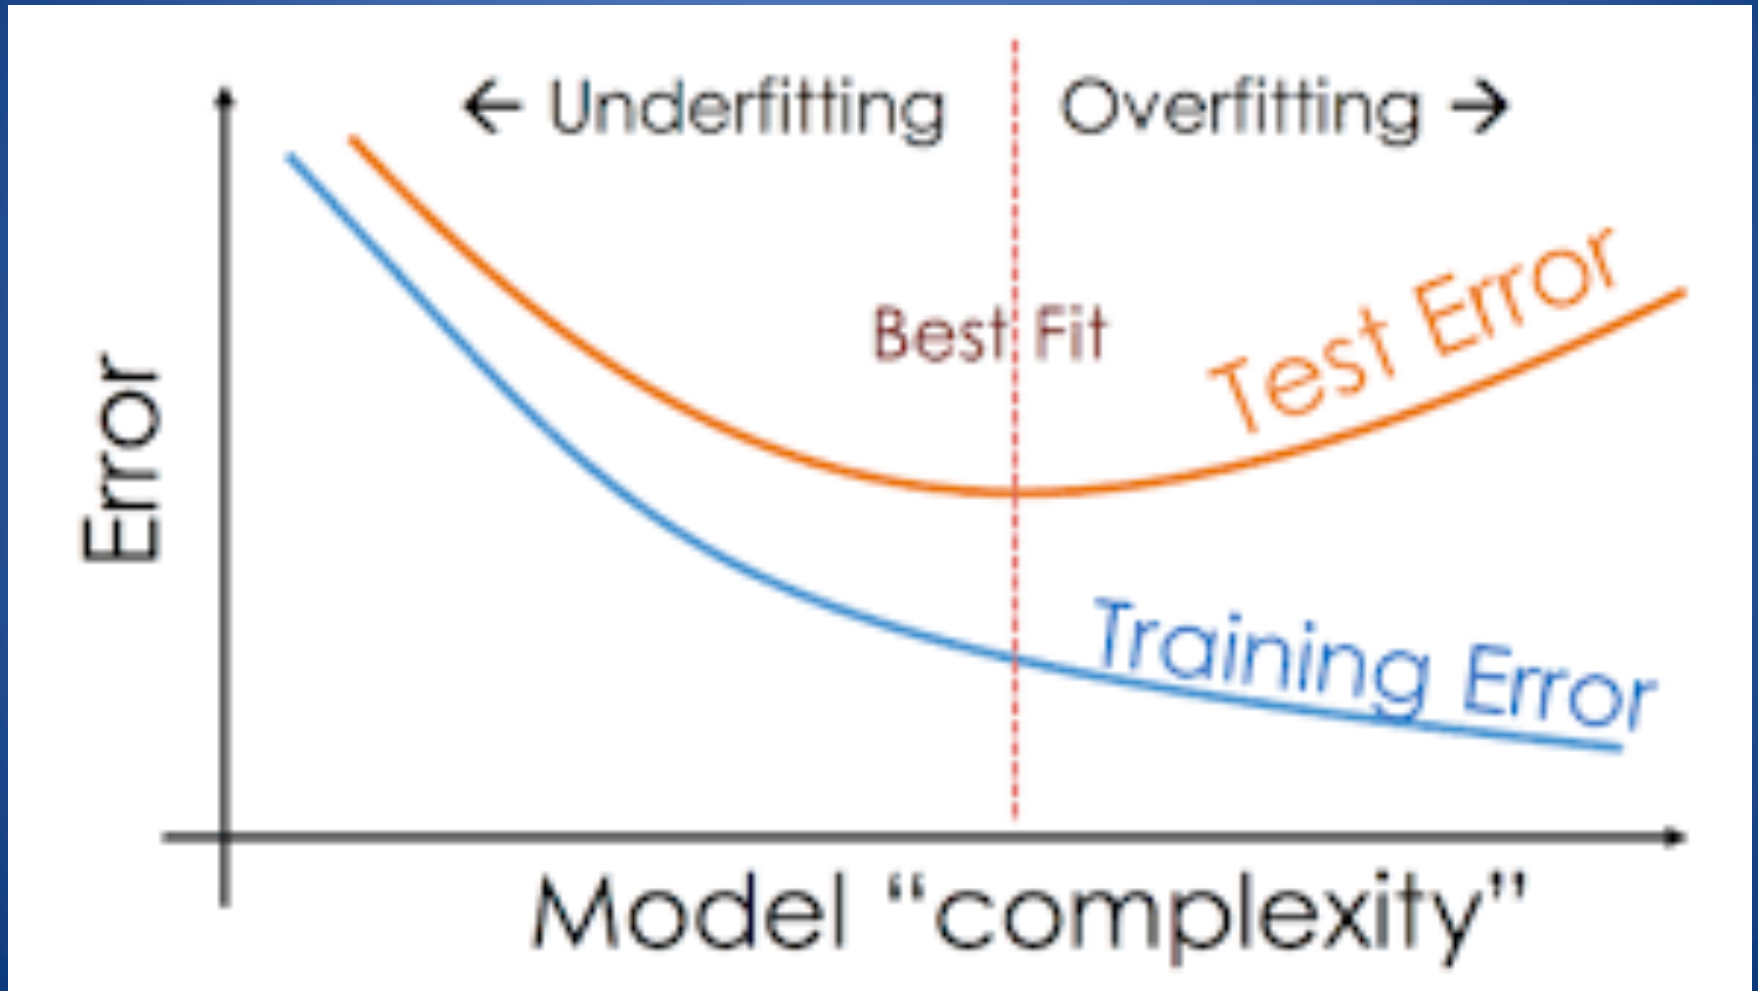 ← Underfitting
Overfitting →
Best Fit
Test Error
Error
Training Error
Model “complexity”